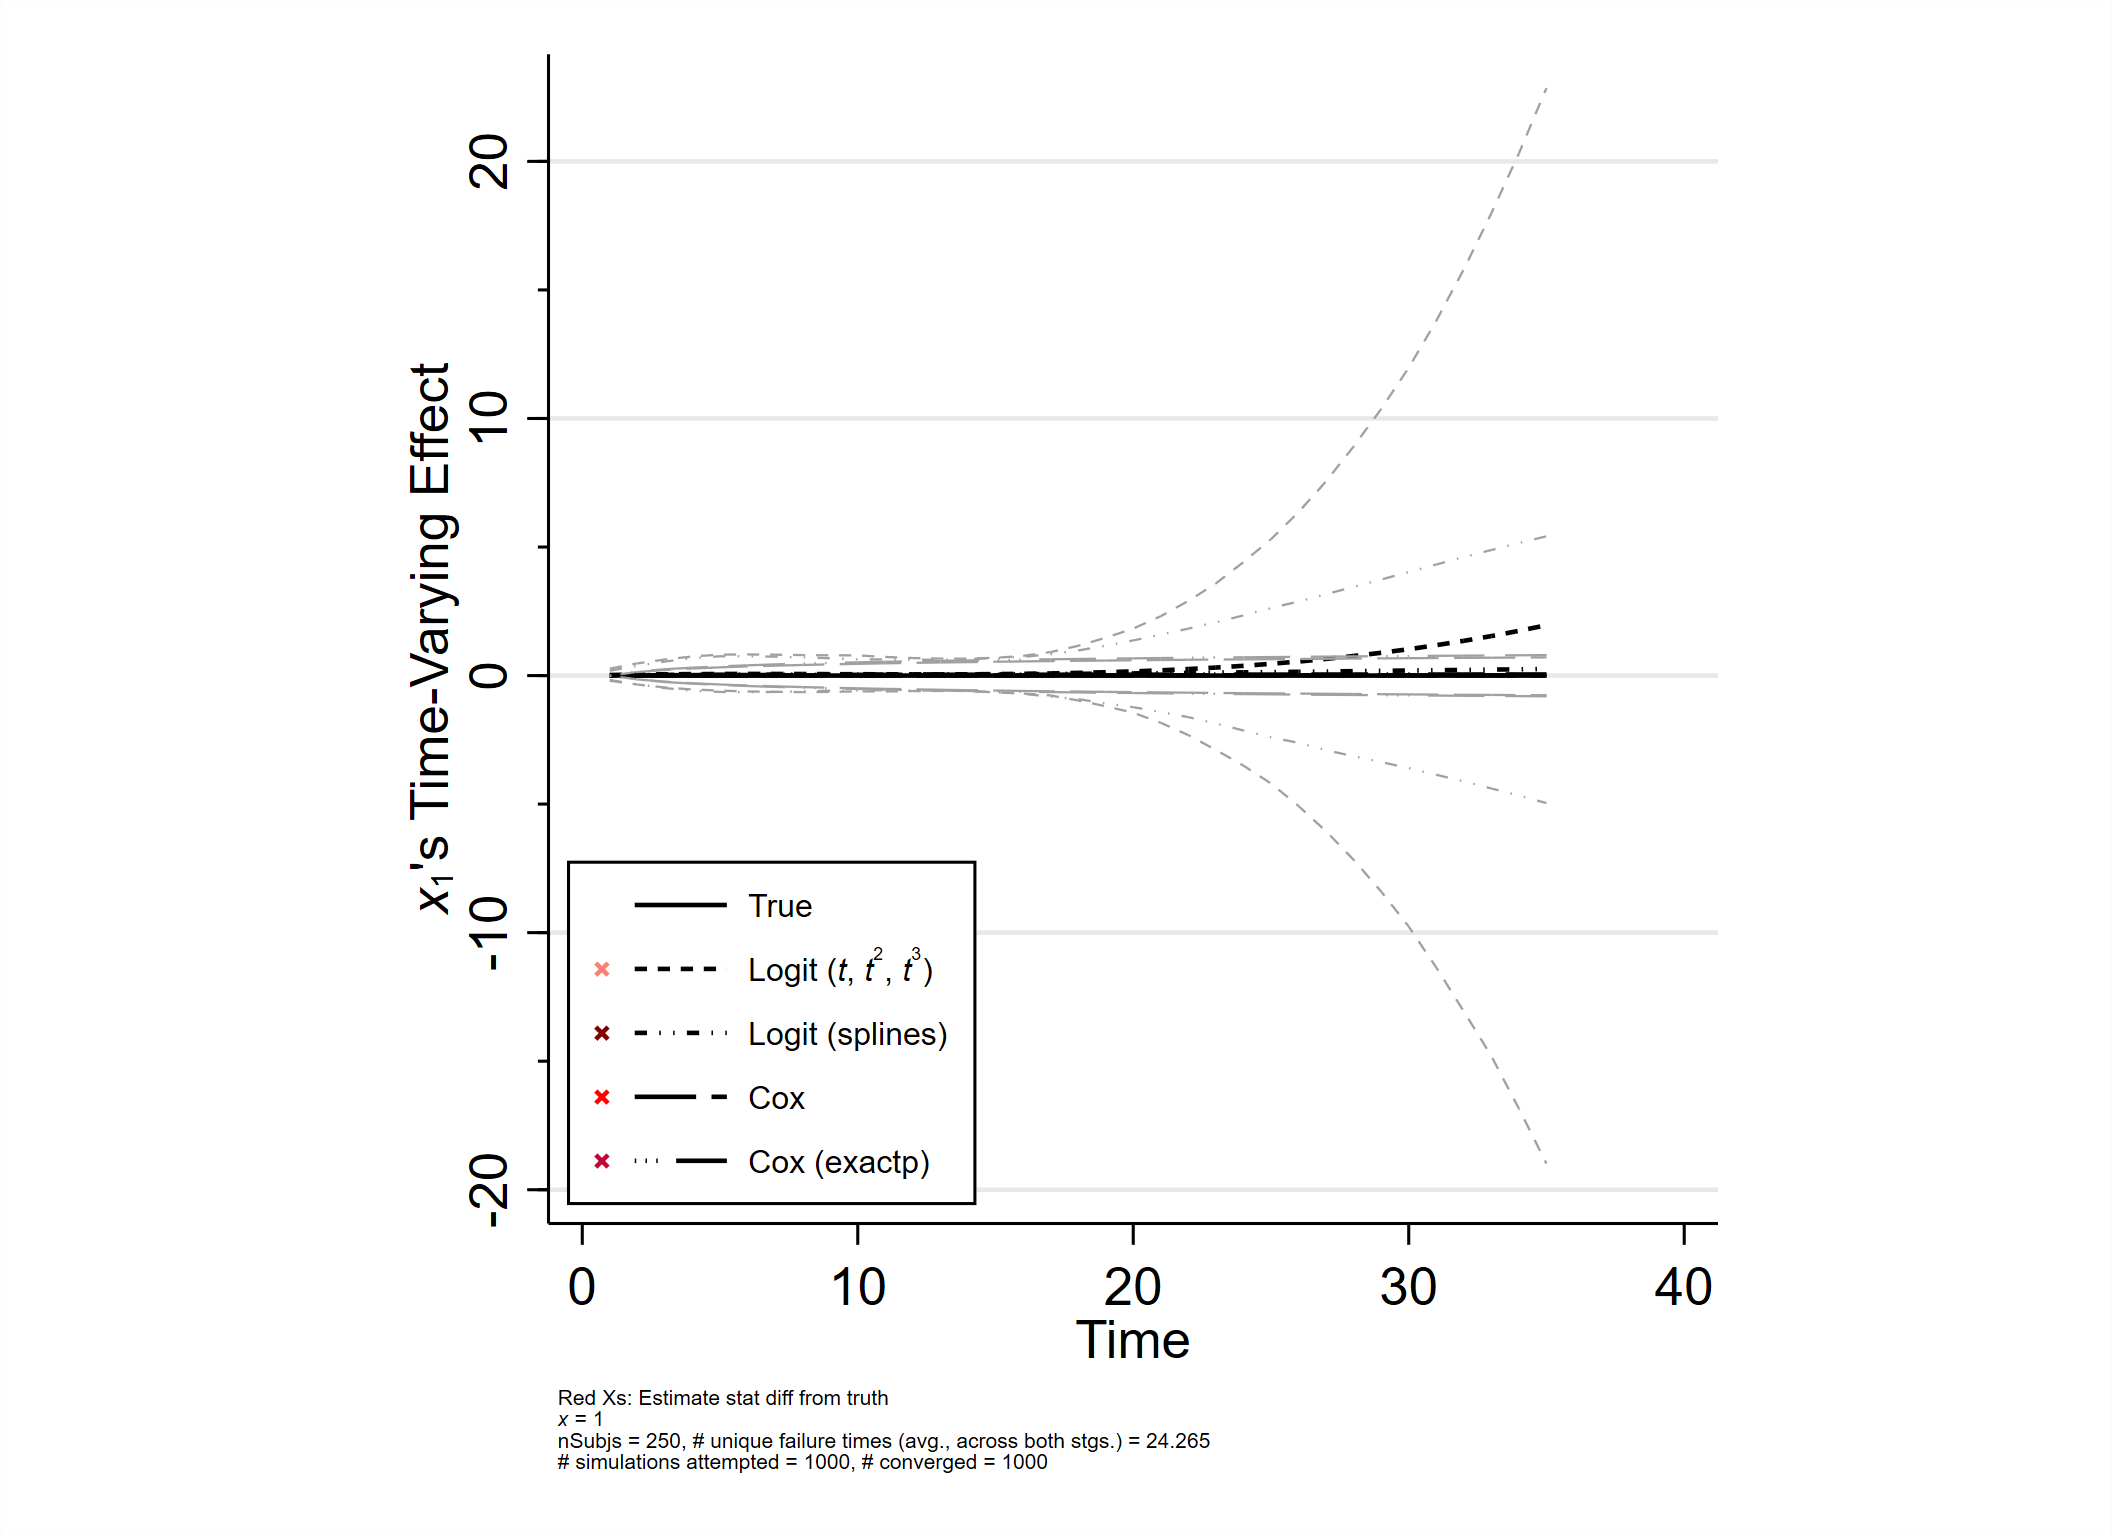 x₁'s Time-Varying Effect
20
10
0
-10
-20
True
Logit (t, t², t³)
Logit (splines)
Cox
Cox (exactp)
0 10 20 30 40
Time
Red Xs: Estimate stat diff from truth
x = 1
nSubjs = 250, # unique failure times (avg., across both stgs.) = 24.265
# simulations attempted = 1000, # converged = 1000